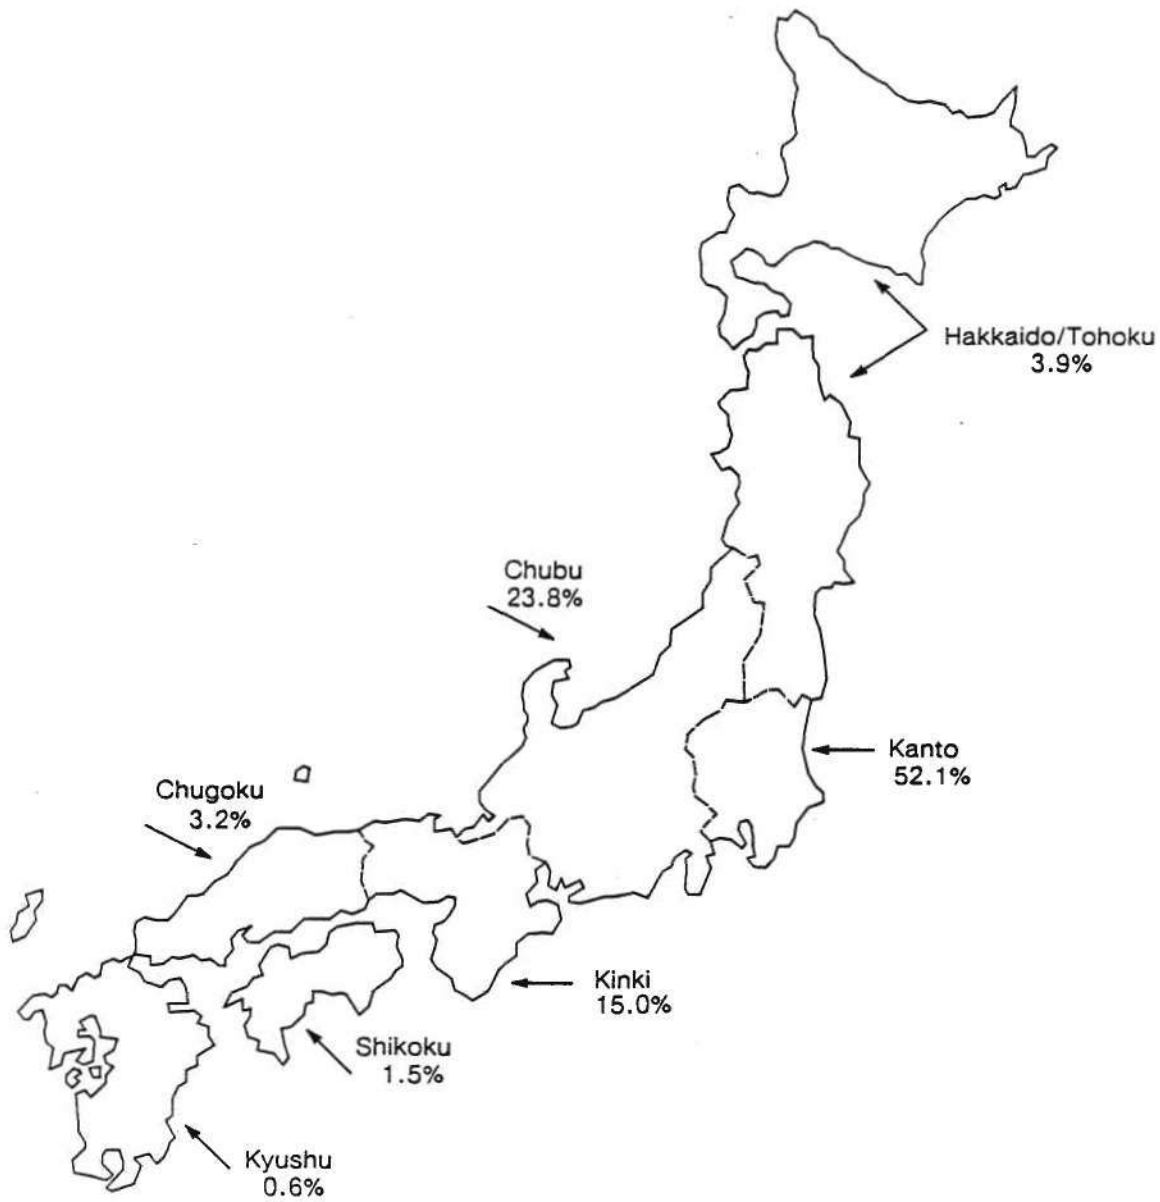 Hakkaido/Tohoku
3.9%
Chubu
23.8%
Kanto
52.1%
Chugoku
3.2%
Kinki
15.0%
Shikoku
1.5%
Kyushu
0.6%